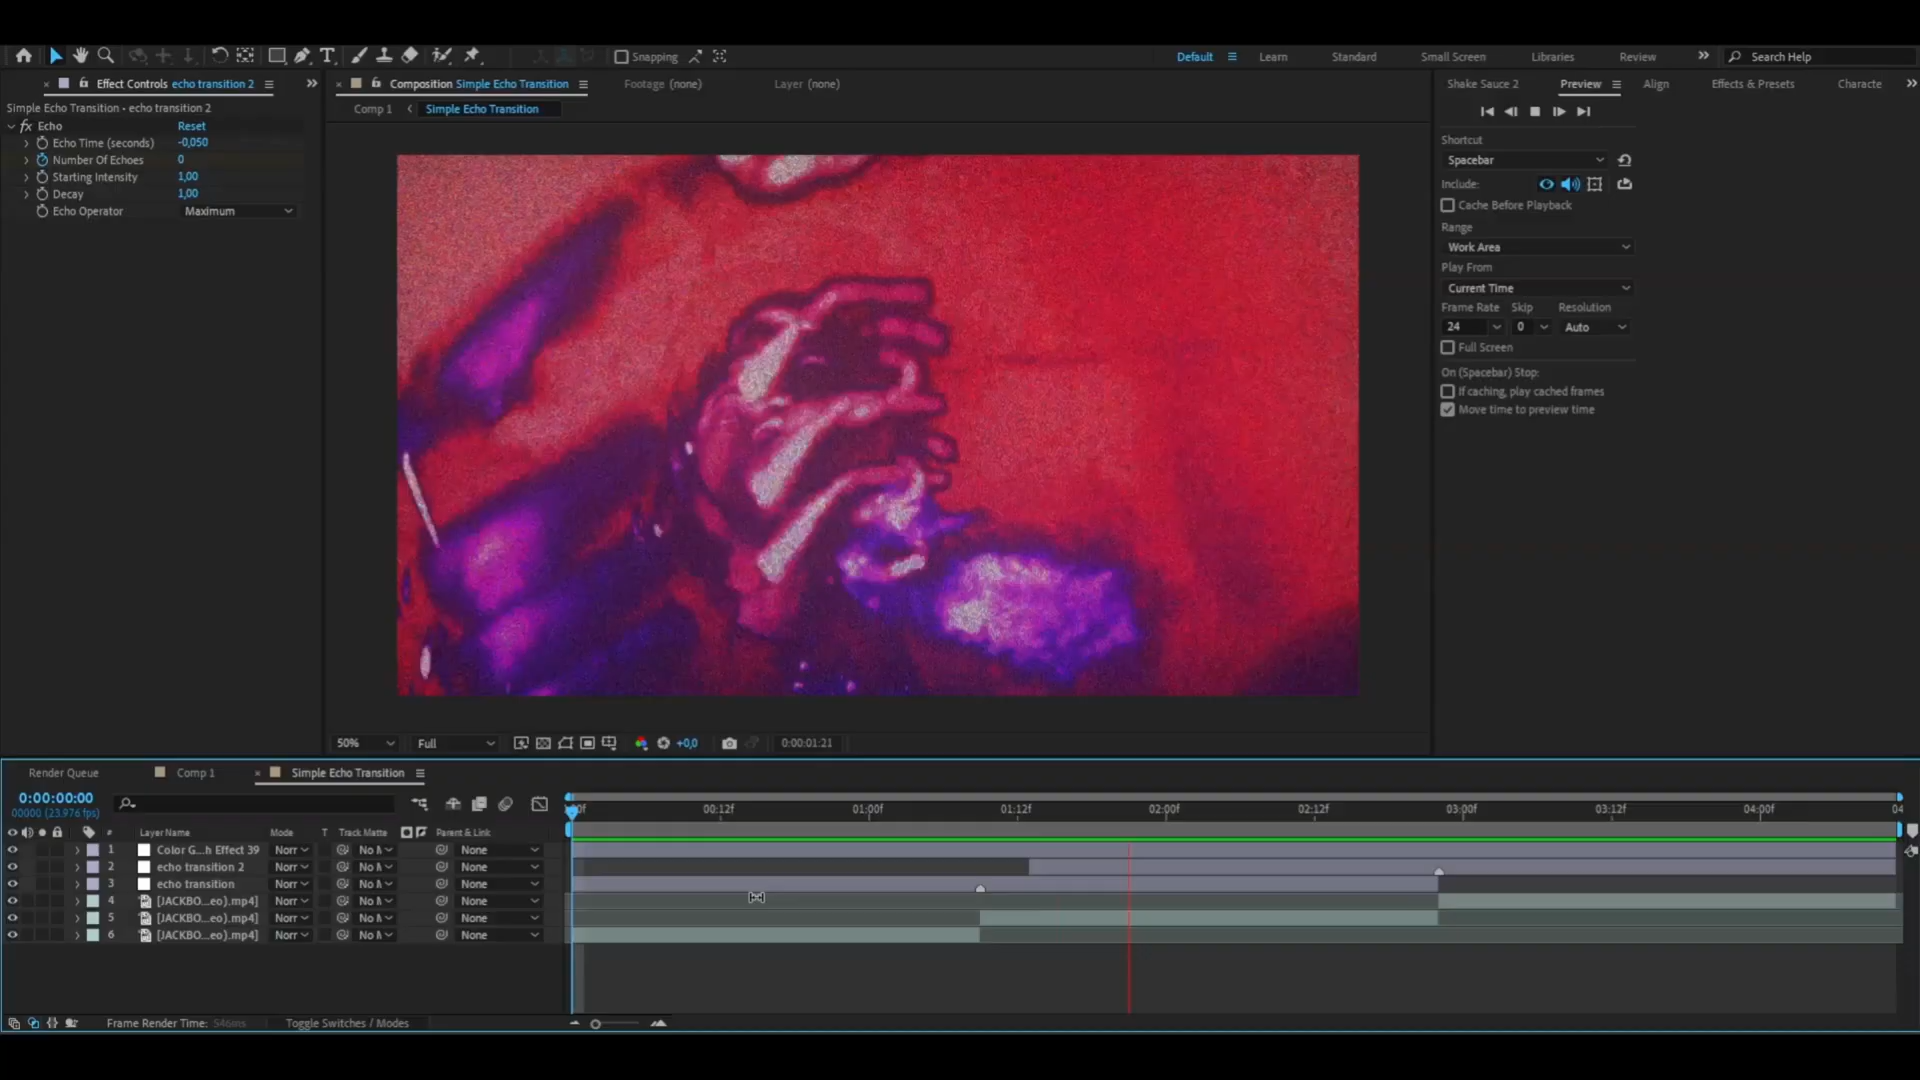 Snapping
Default
Learn
Standard
Small Screen
Libraries
Review
Search Help
Effect Controls echo transition 2
Composition Simple Echo Transition
Footage (none)
Layer (none)
Shake Sauce 2
Preview
Align
Effects & Presets
Characte
Simple Echo Transition • echo transition 2
Comp 1
Simple Echo Transition
fx Echo
Reset
Echo Time (seconds)
-0,050
Number Of Echoes
0
Starting Intensity
1,00
Decay
1,00
Echo Operator
Maximum
Shortcut
Spacebar
Include:
Cache Before Playback
Range
Work Area
Play From
Current Time
Frame Rate Skip Resolution
24 0 Auto
Full Screen
On (Spacebar) Stop:
If caching, play cached frames
Move time to preview time
50%
Full
+0,0
0:00:01:21
Render Queue
Comp 1
Simple Echo Transition
0:00:00:00
00000 (23.976 fps)
00:12f
01:00f
01:12f
02:00f
02:12f
03:00f
03:12f
04:00f
04
# Layer Name Mode T Track Matte Parent & Link
1 Color G...h Effect 39 Norr No M None
2 echo transition 2 Norr No M None
3 echo transition Norr No M None
4 [JACKBO...eo).mp4] Norr No M None
5 [JACKBO...eo).mp4] Norr No M None
6 [JACKBO...eo).mp4] Norr No M None
Frame Render Time: 546ms
Toggle Switches / Modes